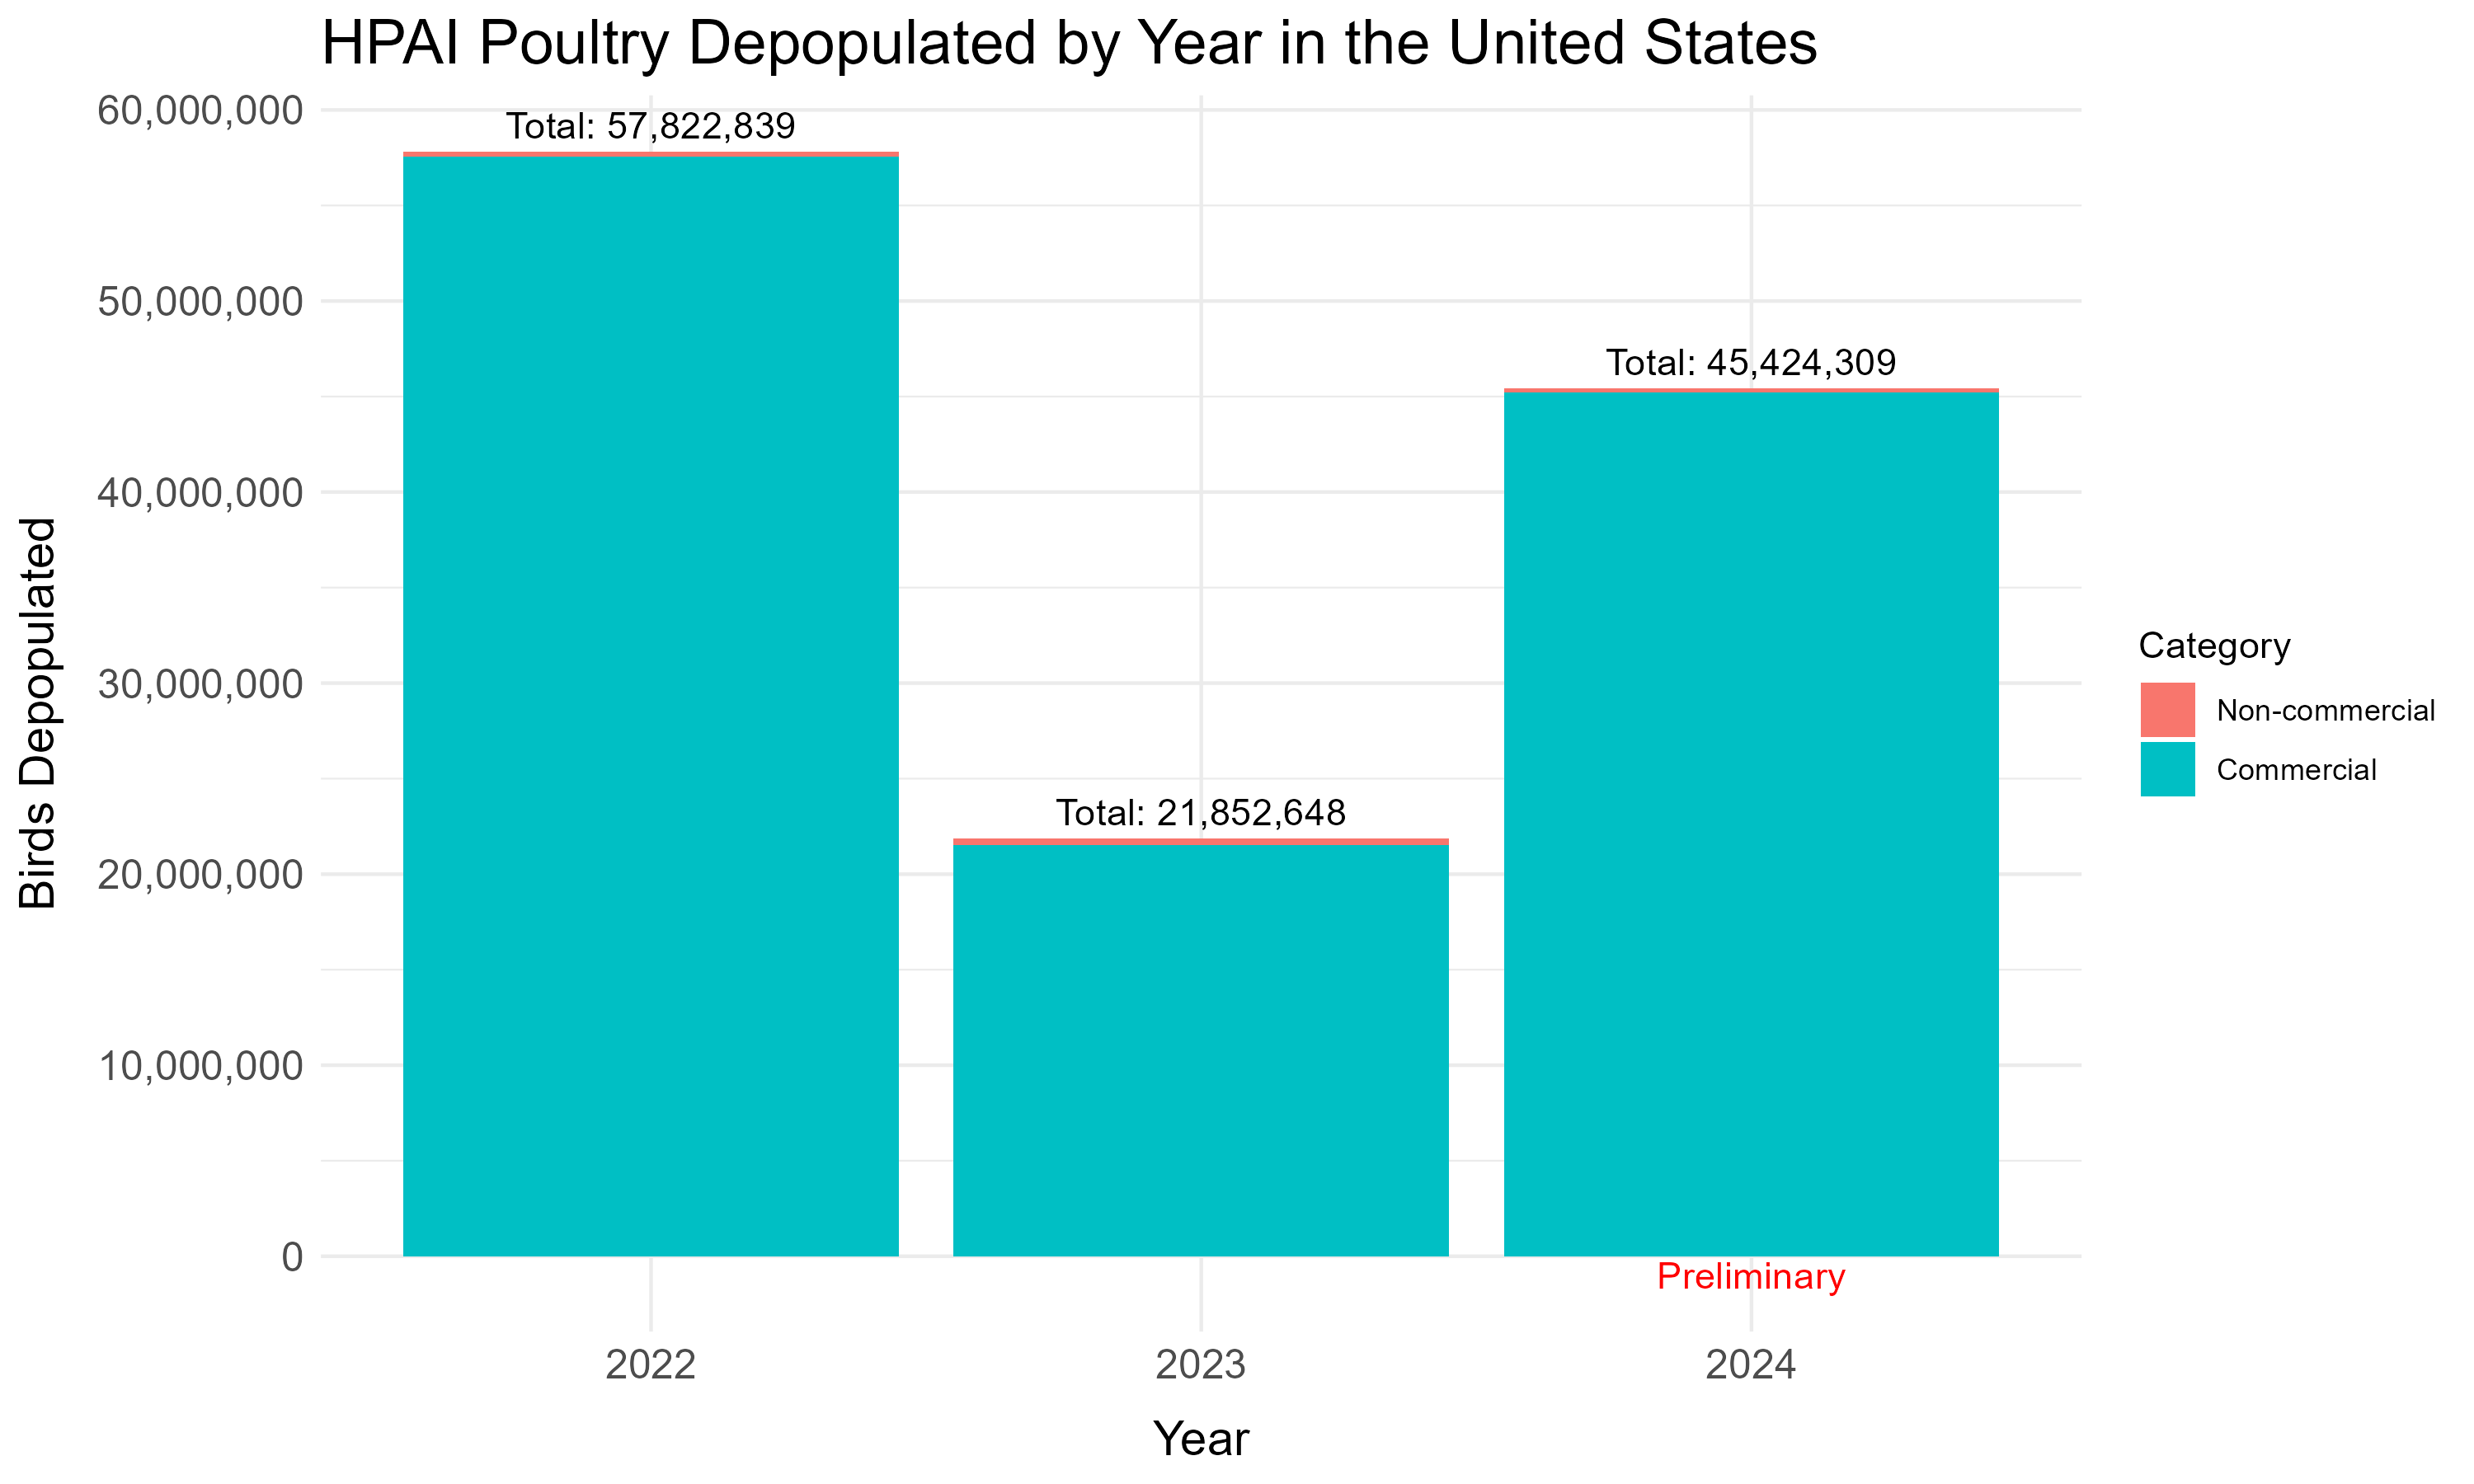 HPAI Poultry Depopulated by Year in the United States
60,000,000
Total: 57,822,839
50,000,000
Total: 45,424,309
40,000,000
Birds Depopulated
30,000,000
Category
Non-commercial
Commercial
Total: 21,852,648
20,000,000
10,000,000
0
Preliminary
2022
2023
2024
Year